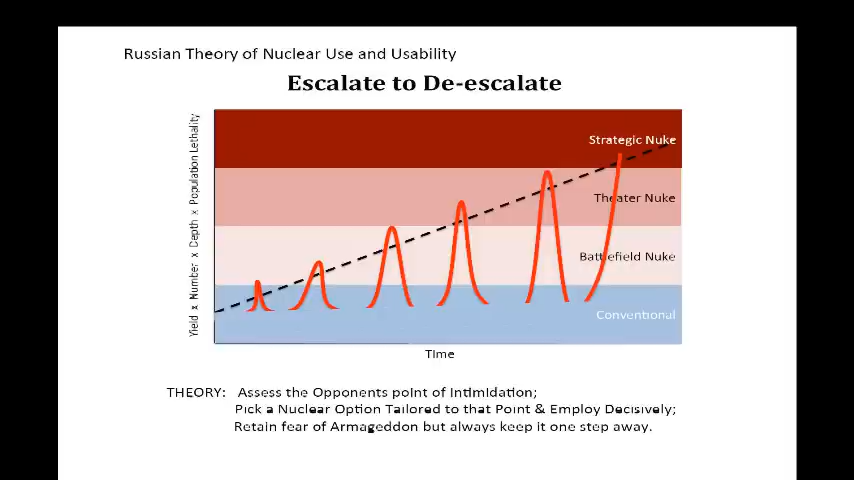 Russian Theory of Nuclear Use and Usability
Escalate to De-escalate
Yield x Number x Depth x Population Lethality
Strategic Nuke
Theater Nuke
Battlefield Nuke
Conventional
Time
THEORY: Assess the Opponents point of Intimidation;
Pick a Nuclear Option Tailored to that Point & Employ Decisively;
Retain fear of Armageddon but always keep it one step away.